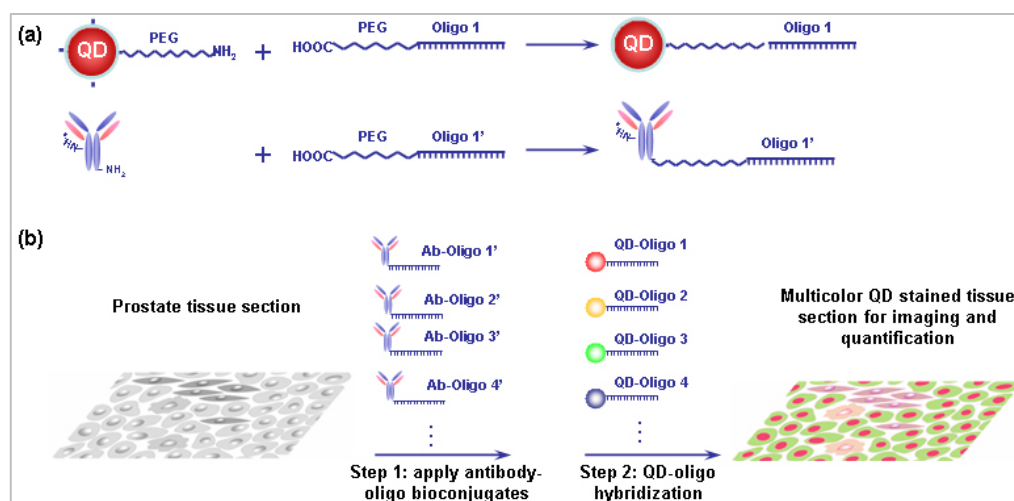 (a)
QD
PEG
NH2
+
HOOC
PEG
Oligo 1
QD
Oligo 1
NH2
+
HOOC
PEG
Oligo 1'
Oligo 1'
(b)
Prostate tissue section
Ab-Oligo 1'
Ab-Oligo 2'
Ab-Oligo 3'
Ab-Oligo 4'
⋮
Step 1: apply antibody-
oligo bioconjugates
QD-Oligo 1
QD-Oligo 2
QD-Oligo 3
QD-Oligo 4
⋮
Step 2: QD-oligo
hybridization
Multicolor QD stained tissue
section for imaging and
quantification